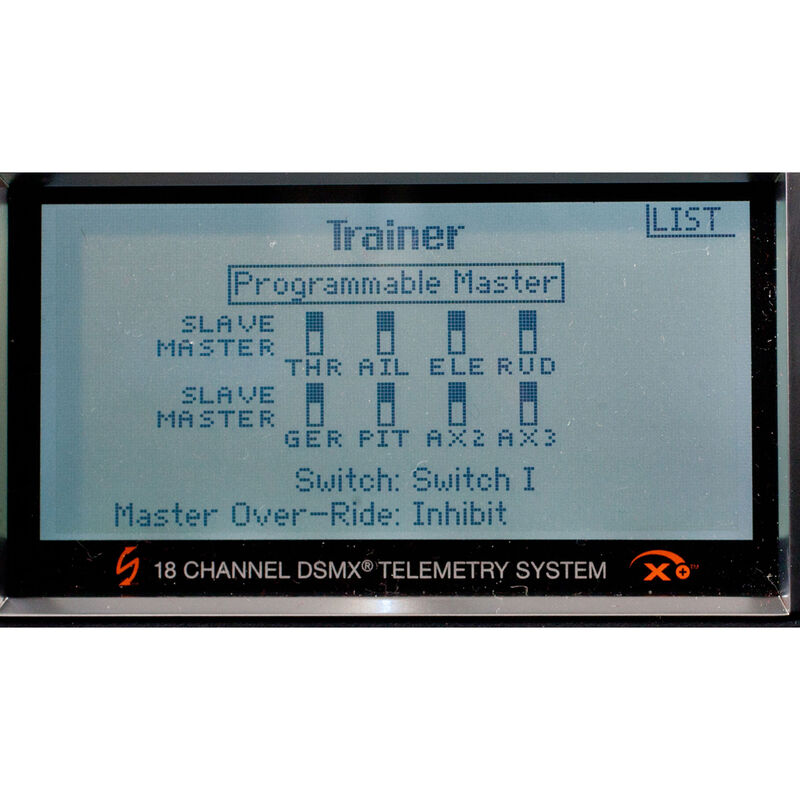 LIST
Trainer
Programmable Master
SLAVE
MASTER
THR AIL ELE RUD
SLAVE
MASTER
GER PIT AX2 AX3
Switch: Switch I
Master Over-Ride: Inhibit
18 CHANNEL DSMX® TELEMETRY SYSTEM X+™